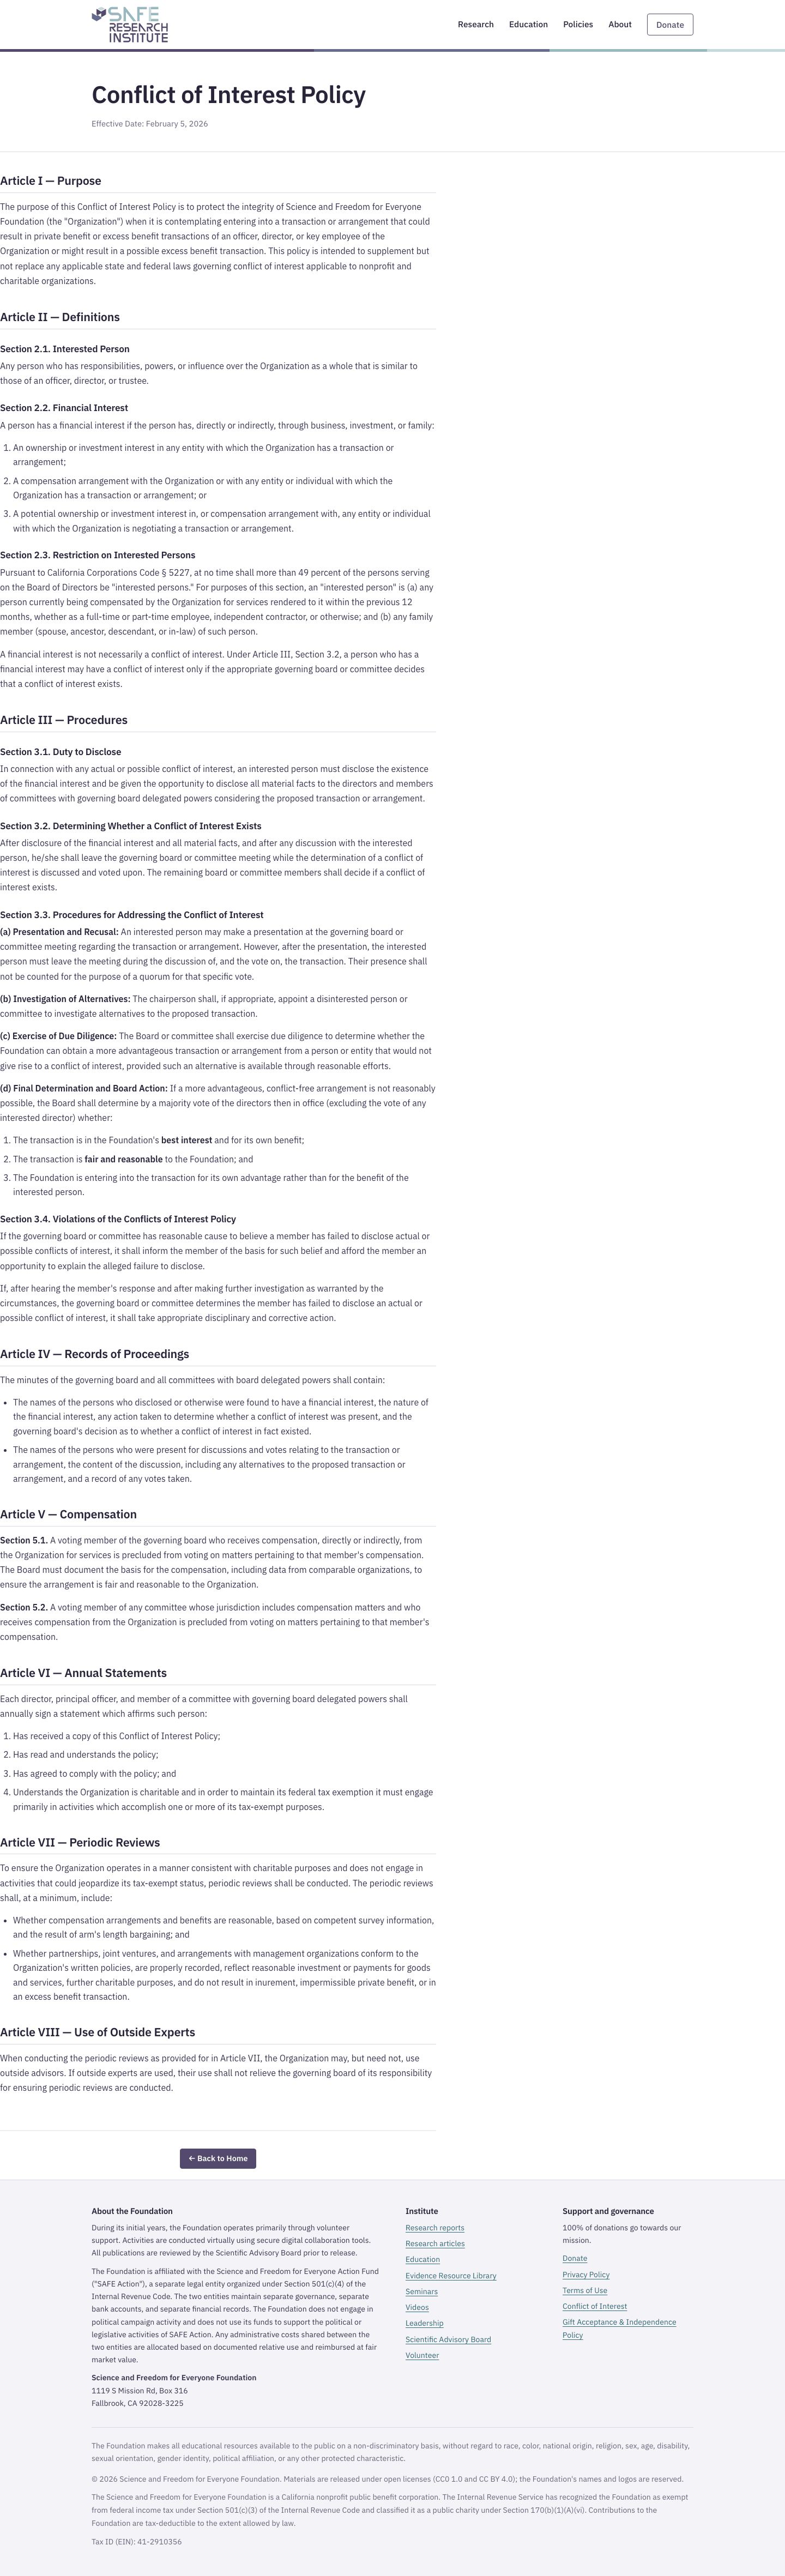 SAFE
RESEARCH
INSTITUTE
Research Education Policies About Donate
Conflict of Interest Policy
Effective Date: February 5, 2026
Article I — Purpose
The purpose of this Conflict of Interest Policy is to protect the integrity of Science and Freedom for Everyone
Foundation (the "Organization") when it is contemplating entering into a transaction or arrangement that could
result in private benefit or excess benefit transactions of an officer, director, or key employee of the
Organization or might result in a possible excess benefit transaction. This policy is intended to supplement but
not replace any applicable state and federal laws governing conflict of interest applicable to nonprofit and
charitable organizations.
Article II — Definitions
Section 2.1. Interested Person
Any person who has responsibilities, powers, or influence over the Organization as a whole that is similar to
those of an officer, director, or trustee.
Section 2.2. Financial Interest
A person has a financial interest if the person has, directly or indirectly, through business, investment, or family:
1. An ownership or investment interest in any entity with which the Organization has a transaction or
arrangement;
2. A compensation arrangement with the Organization or with any entity or individual with which the
Organization has a transaction or arrangement; or
3. A potential ownership or investment interest in, or compensation arrangement with, any entity or individual
with which the Organization is negotiating a transaction or arrangement.
Section 2.3. Restriction on Interested Persons
Pursuant to California Corporations Code § 5227, at no time shall more than 49 percent of the persons serving
on the Board of Directors be "interested persons." For purposes of this section, an "interested person" is (a) any
person currently being compensated by the Organization for services rendered to it within the previous 12
months, whether as a full-time or part-time employee, independent contractor, or otherwise; and (b) any family
member (spouse, ancestor, descendant, or in-law) of such person.
A financial interest is not necessarily a conflict of interest. Under Article III, Section 3.2, a person who has a
financial interest may have a conflict of interest only if the appropriate governing board or committee decides
that a conflict of interest exists.
Article III — Procedures
Section 3.1. Duty to Disclose
In connection with any actual or possible conflict of interest, an interested person must disclose the existence
of the financial interest and be given the opportunity to disclose all material facts to the directors and members
of committees with governing board delegated powers considering the proposed transaction or arrangement.
Section 3.2. Determining Whether a Conflict of Interest Exists
After disclosure of the financial interest and all material facts, and after any discussion with the interested
person, he/she shall leave the governing board or committee meeting while the determination of a conflict of
interest is discussed and voted upon. The remaining board or committee members shall decide if a conflict of
interest exists.
Section 3.3. Procedures for Addressing the Conflict of Interest
(a) Presentation and Recusal: An interested person may make a presentation at the governing board or
committee meeting regarding the transaction or arrangement. However, after the presentation, the interested
person must leave the meeting during the discussion of, and the vote on, the transaction. Their presence shall
not be counted for the purpose of a quorum for that specific vote.
(b) Investigation of Alternatives: The chairperson shall, if appropriate, appoint a disinterested person or
committee to investigate alternatives to the proposed transaction.
(c) Exercise of Due Diligence: The Board or committee shall exercise due diligence to determine whether the
Foundation can obtain a more advantageous transaction or arrangement from a person or entity that would not
give rise to a conflict of interest, provided such an alternative is available through reasonable efforts.
(d) Final Determination and Board Action: If a more advantageous, conflict-free arrangement is not reasonably
possible, the Board shall determine by a majority vote of the directors then in office (excluding the vote of any
interested director) whether:
1. The transaction is in the Foundation's best interest and for its own benefit;
2. The transaction is fair and reasonable to the Foundation; and
3. The Foundation is entering into the transaction for its own advantage rather than for the benefit of the
interested person.
Section 3.4. Violations of the Conflicts of Interest Policy
If the governing board or committee has reasonable cause to believe a member has failed to disclose actual or
possible conflicts of interest, it shall inform the member of the basis for such belief and afford the member an
opportunity to explain the alleged failure to disclose.
If, after hearing the member's response and after making further investigation as warranted by the
circumstances, the governing board or committee determines the member has failed to disclose an actual or
possible conflict of interest, it shall take appropriate disciplinary and corrective action.
Article IV — Records of Proceedings
The minutes of the governing board and all committees with board delegated powers shall contain:
• The names of the persons who disclosed or otherwise were found to have a financial interest, the nature of
the financial interest, any action taken to determine whether a conflict of interest was present, and the
governing board's decision as to whether a conflict of interest in fact existed.
• The names of the persons who were present for discussions and votes relating to the transaction or
arrangement, the content of the discussion, including any alternatives to the proposed transaction or
arrangement, and a record of any votes taken.
Article V — Compensation
Section 5.1. A voting member of the governing board who receives compensation, directly or indirectly, from
the Organization for services is precluded from voting on matters pertaining to that member's compensation.
The Board must document the basis for the compensation, including data from comparable organizations, to
ensure the arrangement is fair and reasonable to the Organization.
Section 5.2. A voting member of any committee whose jurisdiction includes compensation matters and who
receives compensation from the Organization is precluded from voting on matters pertaining to that member's
compensation.
Article VI — Annual Statements
Each director, principal officer, and member of a committee with governing board delegated powers shall
annually sign a statement which affirms such person:
1. Has received a copy of this Conflict of Interest Policy;
2. Has read and understands the policy;
3. Has agreed to comply with the policy; and
4. Understands the Organization is charitable and in order to maintain its federal tax exemption it must engage
primarily in activities which accomplish one or more of its tax-exempt purposes.
Article VII — Periodic Reviews
To ensure the Organization operates in a manner consistent with charitable purposes and does not engage in
activities that could jeopardize its tax-exempt status, periodic reviews shall be conducted. The periodic reviews
shall, at a minimum, include:
• Whether compensation arrangements and benefits are reasonable, based on competent survey information,
and the result of arm's length bargaining; and
• Whether partnerships, joint ventures, and arrangements with management organizations conform to the
Organization's written policies, are properly recorded, reflect reasonable investment or payments for goods
and services, further charitable purposes, and do not result in inurement, impermissible private benefit, or in
an excess benefit transaction.
Article VIII — Use of Outside Experts
When conducting the periodic reviews as provided for in Article VII, the Organization may, but need not, use
outside advisors. If outside experts are used, their use shall not relieve the governing board of its responsibility
for ensuring periodic reviews are conducted.
← Back to Home
About the Foundation
During its initial years, the Foundation operates primarily through volunteer
support. Activities are conducted virtually using secure digital collaboration tools.
All publications are reviewed by the Scientific Advisory Board prior to release.
The Foundation is affiliated with the Science and Freedom for Everyone Action Fund
("SAFE Action"), a separate legal entity organized under Section 501(c)(4) of the
Internal Revenue Code. The two entities maintain separate governance, separate
bank accounts, and separate financial records. The Foundation does not engage in
political campaign activity and does not use its funds to support the political or
legislative activities of SAFE Action. Any administrative costs shared between the
two entities are allocated based on documented relative use and reimbursed at fair
market value.
Science and Freedom for Everyone Foundation
1119 S Mission Rd, Box 316
Fallbrook, CA 92028-3225
Institute
Research reports
Research articles
Education
Evidence Resource Library
Seminars
Videos
Leadership
Scientific Advisory Board
Volunteer
Support and governance
100% of donations go towards our
mission.
Donate
Privacy Policy
Terms of Use
Conflict of Interest
Gift Acceptance & Independence
Policy
The Foundation makes all educational resources available to the public on a non-discriminatory basis, without regard to race, color, national origin, religion, sex, age, disability,
sexual orientation, gender identity, political affiliation, or any other protected characteristic.
© 2026 Science and Freedom for Everyone Foundation. Materials are released under open licenses (CC0 1.0 and CC BY 4.0); the Foundation's names and logos are reserved.
The Science and Freedom for Everyone Foundation is a California nonprofit public benefit corporation. The Internal Revenue Service has recognized the Foundation as exempt
from federal income tax under Section 501(c)(3) of the Internal Revenue Code and classified it as a public charity under Section 170(b)(1)(A)(vi). Contributions to the
Foundation are tax-deductible to the extent allowed by law.
Tax ID (EIN): 41-2910356